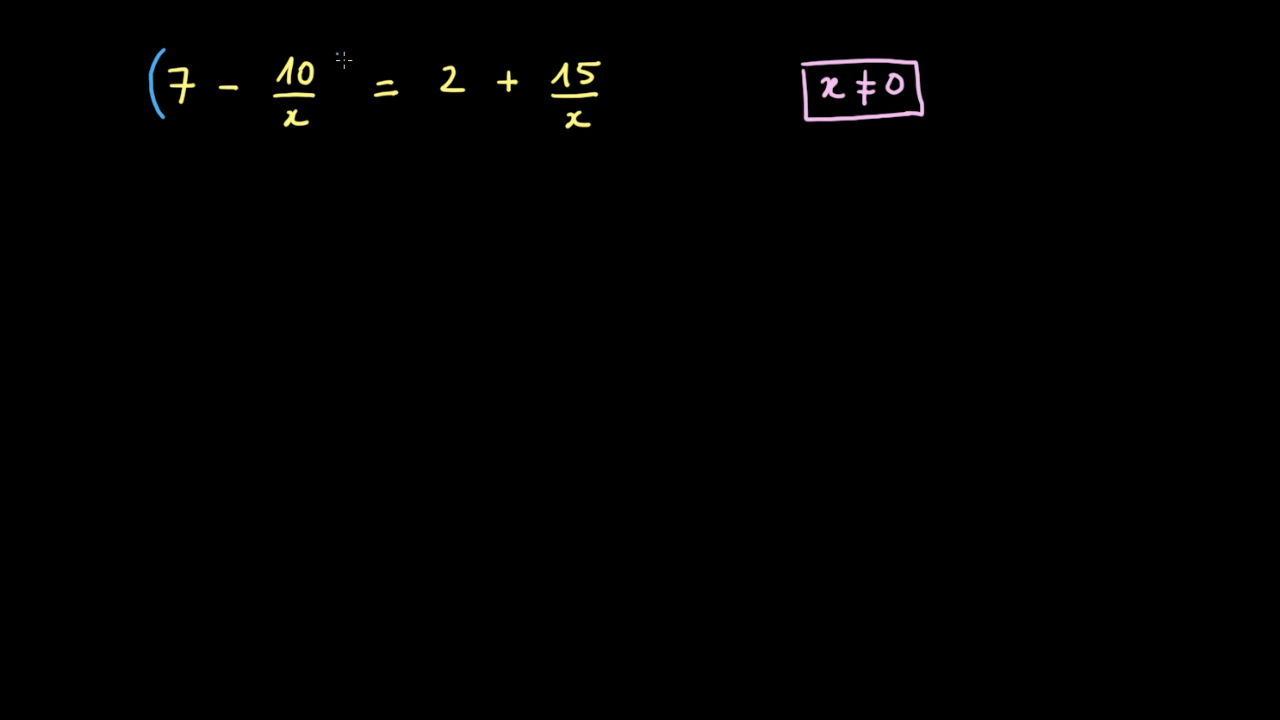 (7 - 10/x = 2 + 15/x
x ≠ 0